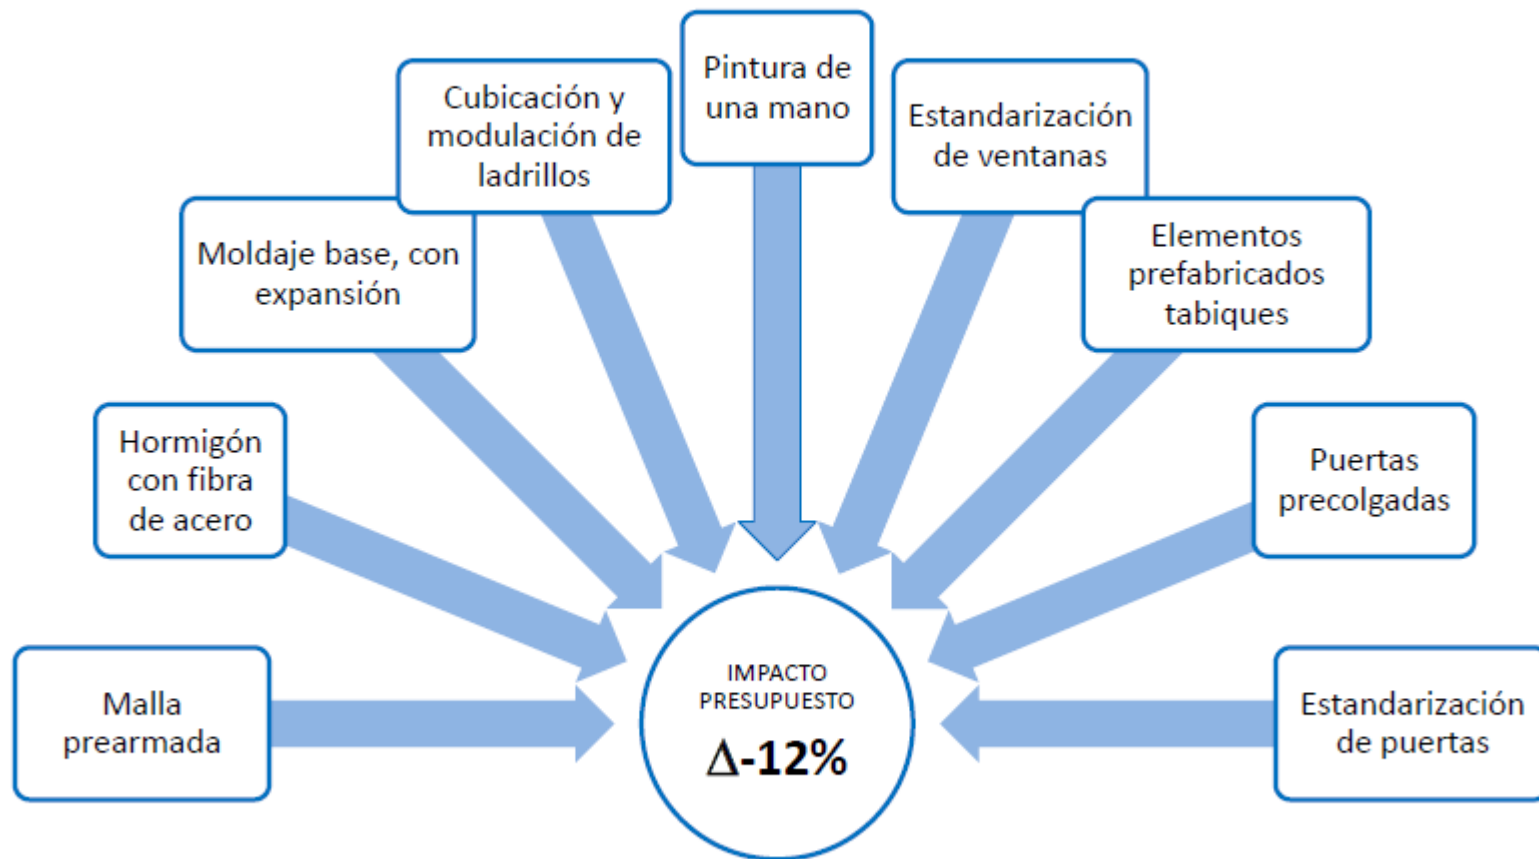 Pintura de
una mano
Cubicación y
modulación de
ladrillos
Estandarización
de ventanas
Moldaje base, con
expansión
Elementos
prefabricados
tabiques
Hormigón
con fibra
de acero
Puertas
precolgadas
Malla
prearmada
IMPACTO
PRESUPUESTO
Δ-12%
Estandarización
de puertas